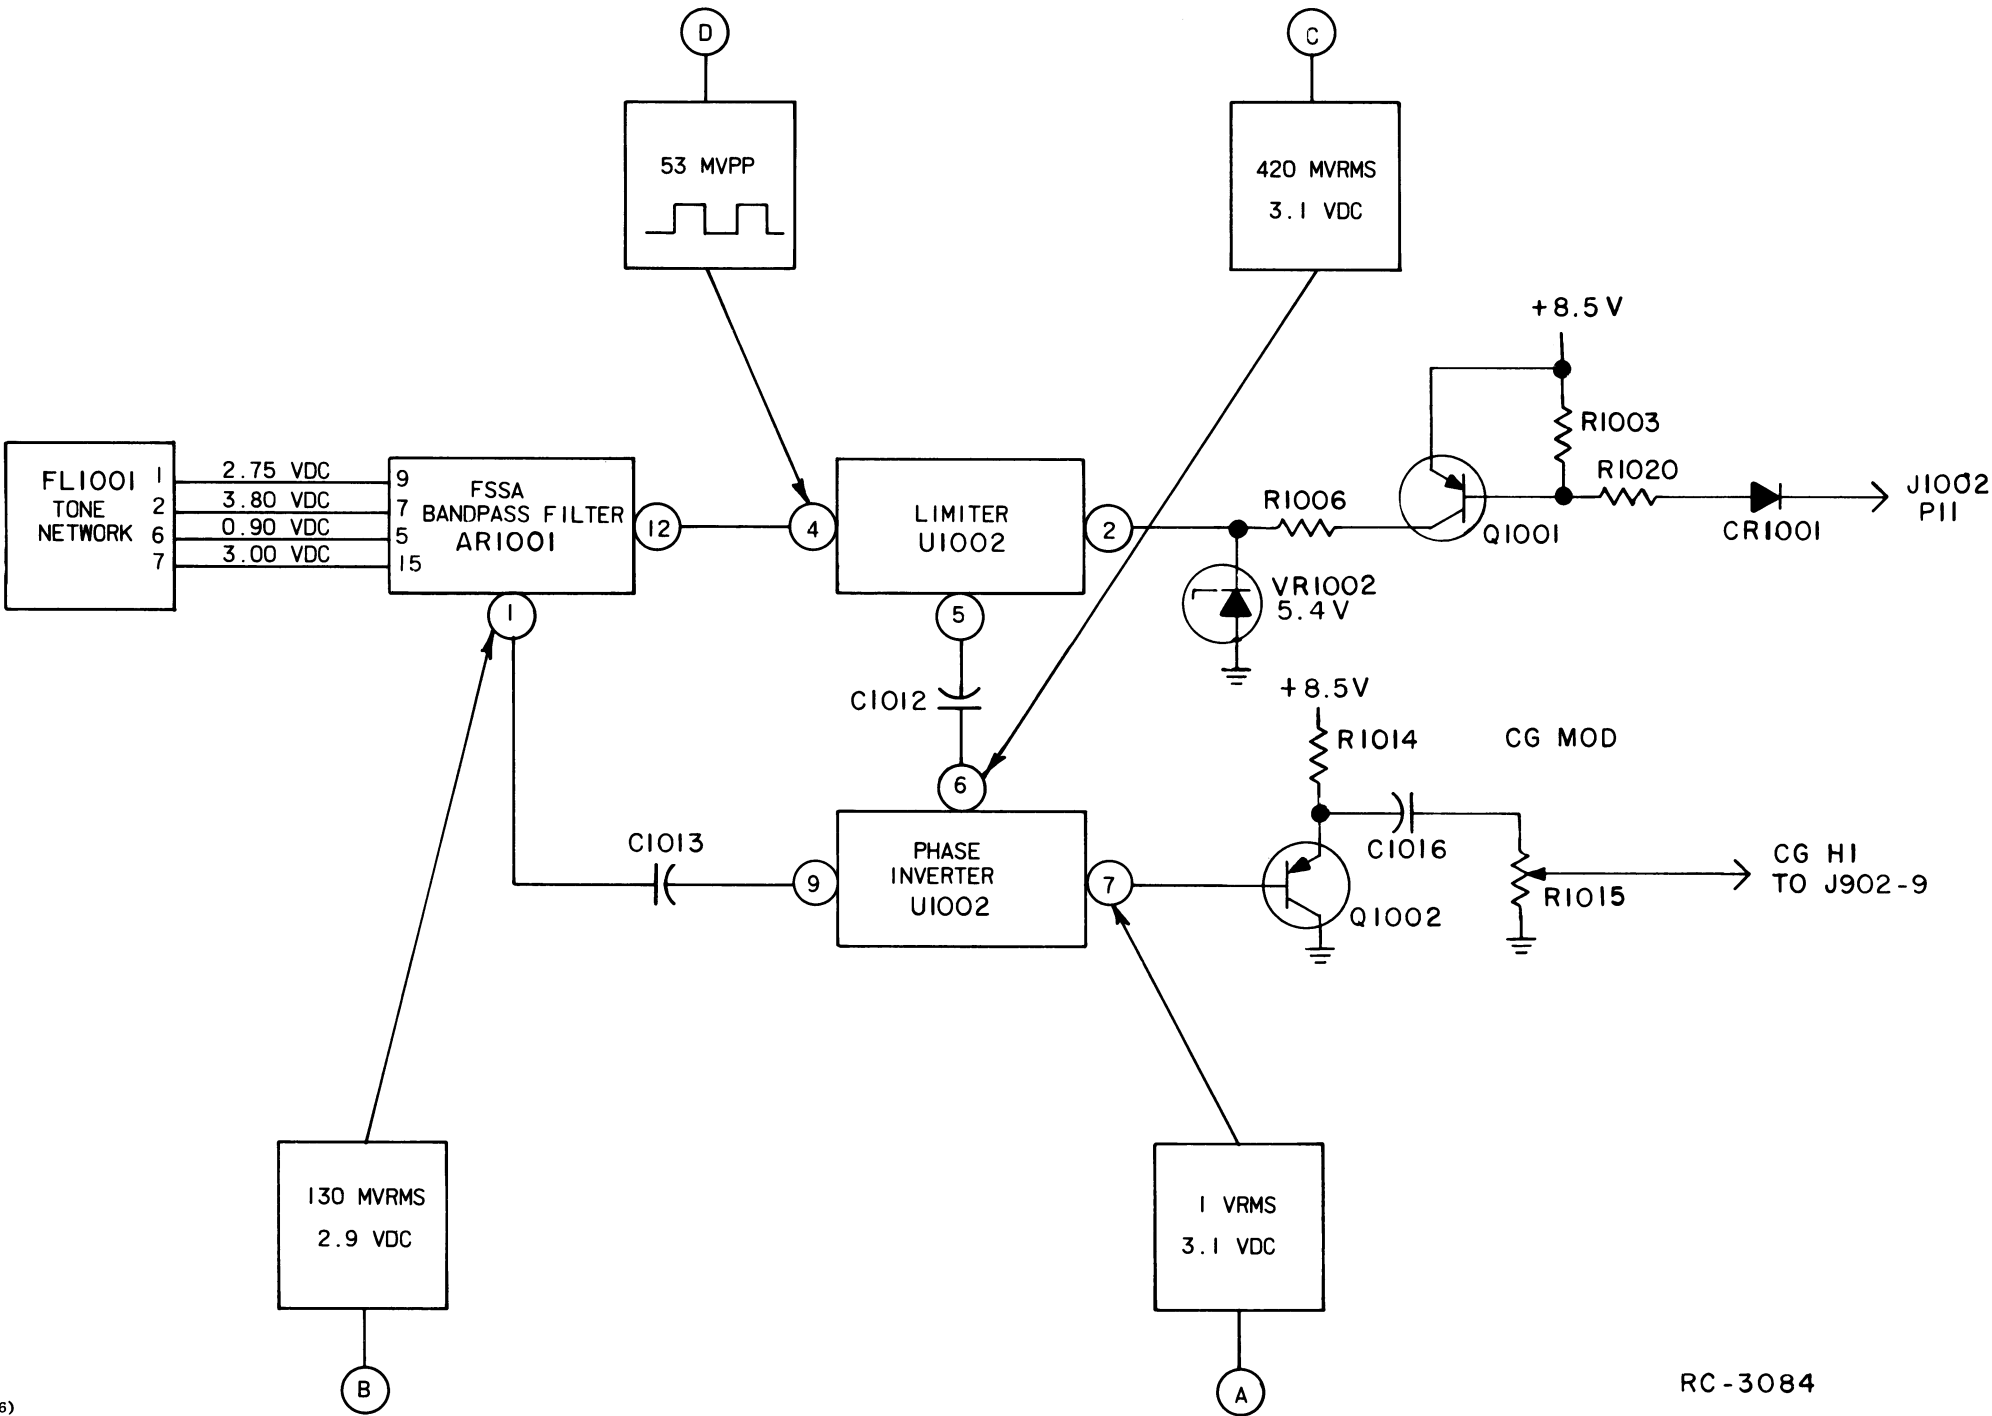 D
C
53 MVPP
420 MVRMS
3.1 VDC
+8.5V
R1003
R1020
J1002
P11
CR1001
Q1001
R1006
VR1002
5.4V
FL1001
TONE
NETWORK
1
2
6
7
2.75 VDC
3.80 VDC
0.90 VDC
3.00 VDC
9
7
5
15
FSSA
BANDPASS FILTER
AR1001
12
1
4
LIMITER
U1002
2
5
C1012
6
+8.5V
R1014
CG MOD
C1013
9
PHASE
INVERTER
U1002
7
C1016
Q1002
R1015
CG HI
TO J902-9
130 MVRMS
2.9 VDC
1 VRMS
3.1 VDC
B
A
RC-3084
6)